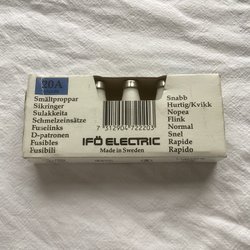 20A
Smältproppar
Sikringer
Sulakkeita
Schmelzeinsätze
Fuselinks
D-patronen
Fusibles
Fusibili
7 312904 722203
IFÖ ELECTRIC
Made in Sweden
Snabb
Hurtig/Kvikk
Nopea
Flink
Normal
Snel
Rapide
Rapido